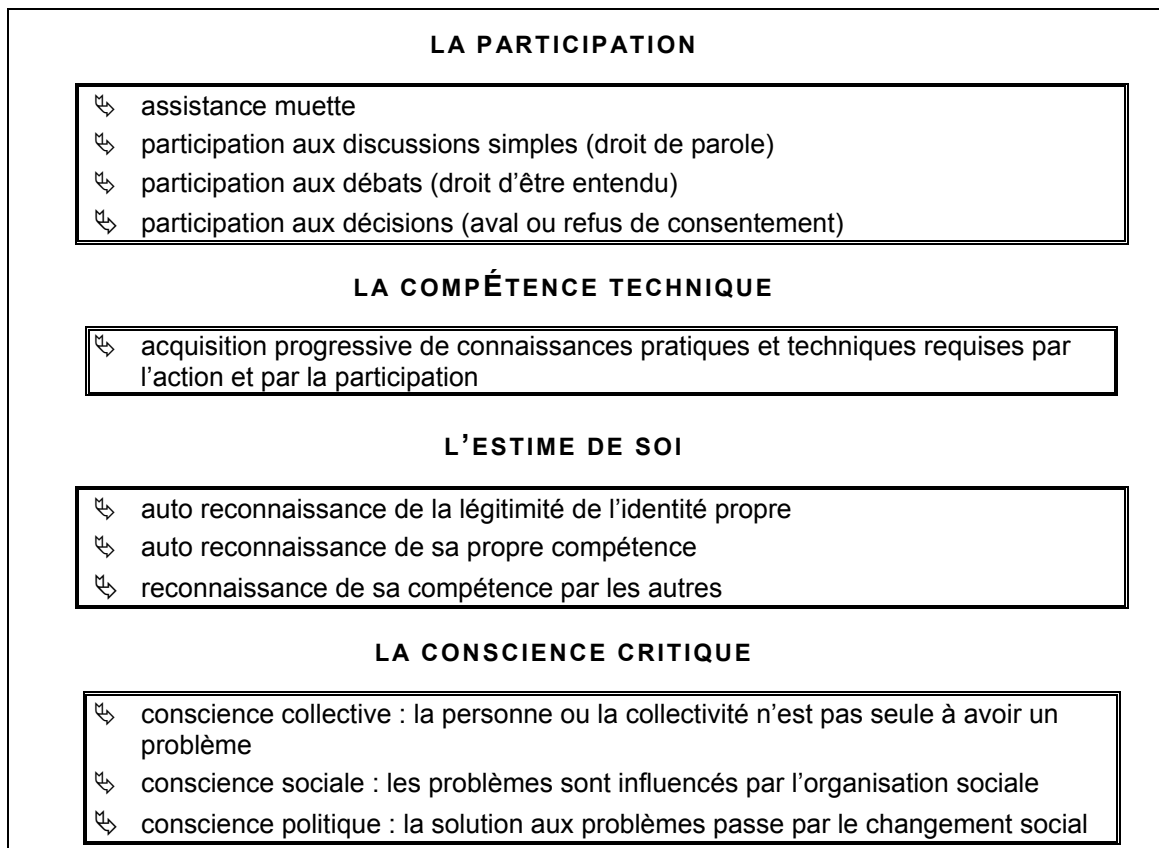 LA PARTICIPATION
assistance muette
participation aux discussions simples (droit de parole)
participation aux débats (droit d’être entendu)
participation aux décisions (aval ou refus de consentement)
LA COMPÉTENCE TECHNIQUE
acquisition progressive de connaissances pratiques et techniques requises par
l’action et par la participation
L’ESTIME DE SOI
auto reconnaissance de la légitimité de l’identité propre
auto reconnaissance de sa propre compétence
reconnaissance de sa compétence par les autres
LA CONSCIENCE CRITIQUE
conscience collective : la personne ou la collectivité n’est pas seule à avoir un
problème
conscience sociale : les problèmes sont influencés par l’organisation sociale
conscience politique : la solution aux problèmes passe par le changement social